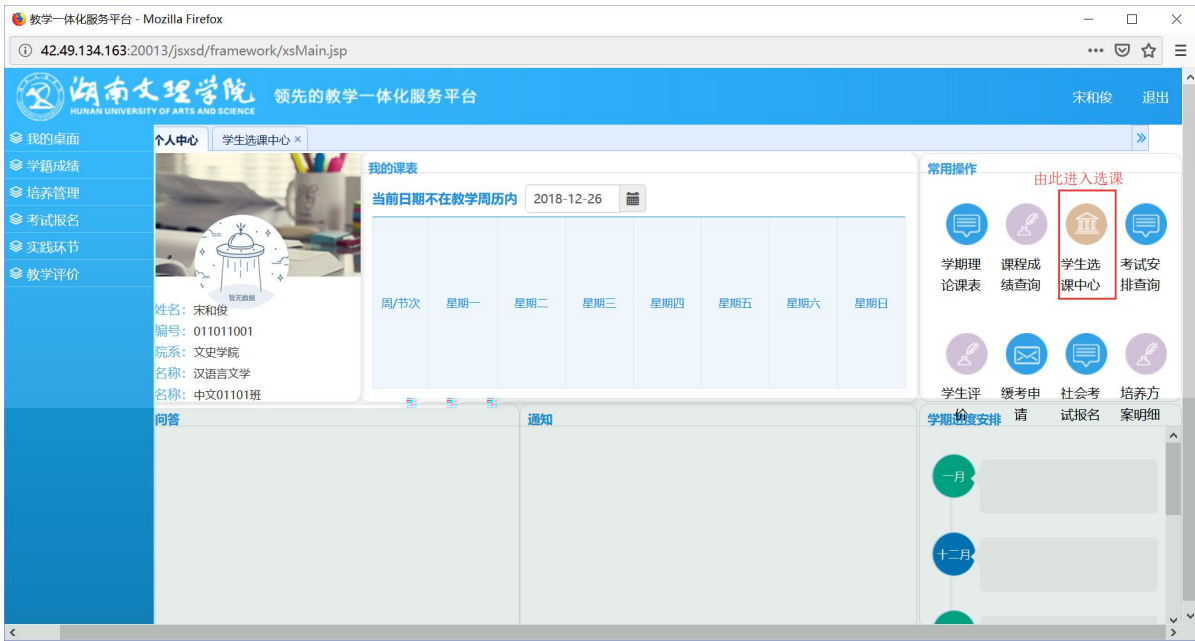 教学一体化服务平台 - Mozilla Firefox
42.49.134.163:20013/jsxsd/framework/xsMain.jsp
湖南文理学院
HUNAN UNIVERSITY OF ARTS AND SCIENCE
领先的教学一体化服务平台
宋和俊 退出
我的桌面
学籍成绩
培养管理
考试报名
实践环节
教学评价
个人中心 学生选课中心 ×
暂无数据
姓名：宋和俊
编号：011011001
院系：文史学院
名称：汉语言文学
名称：中文01101班
我的课表
当前日期不在教学周历内 2018-12-26
周/节次 星期一 星期二 星期三 星期四 星期五 星期六 星期日
常用操作
由此进入选课
学期理论课表
课程成绩查询
学生选课中心
考试安排查询
学生评价
缓考申请
社会考试报名
培养方案明细
问答
通知
学期进度安排
一月
十二月